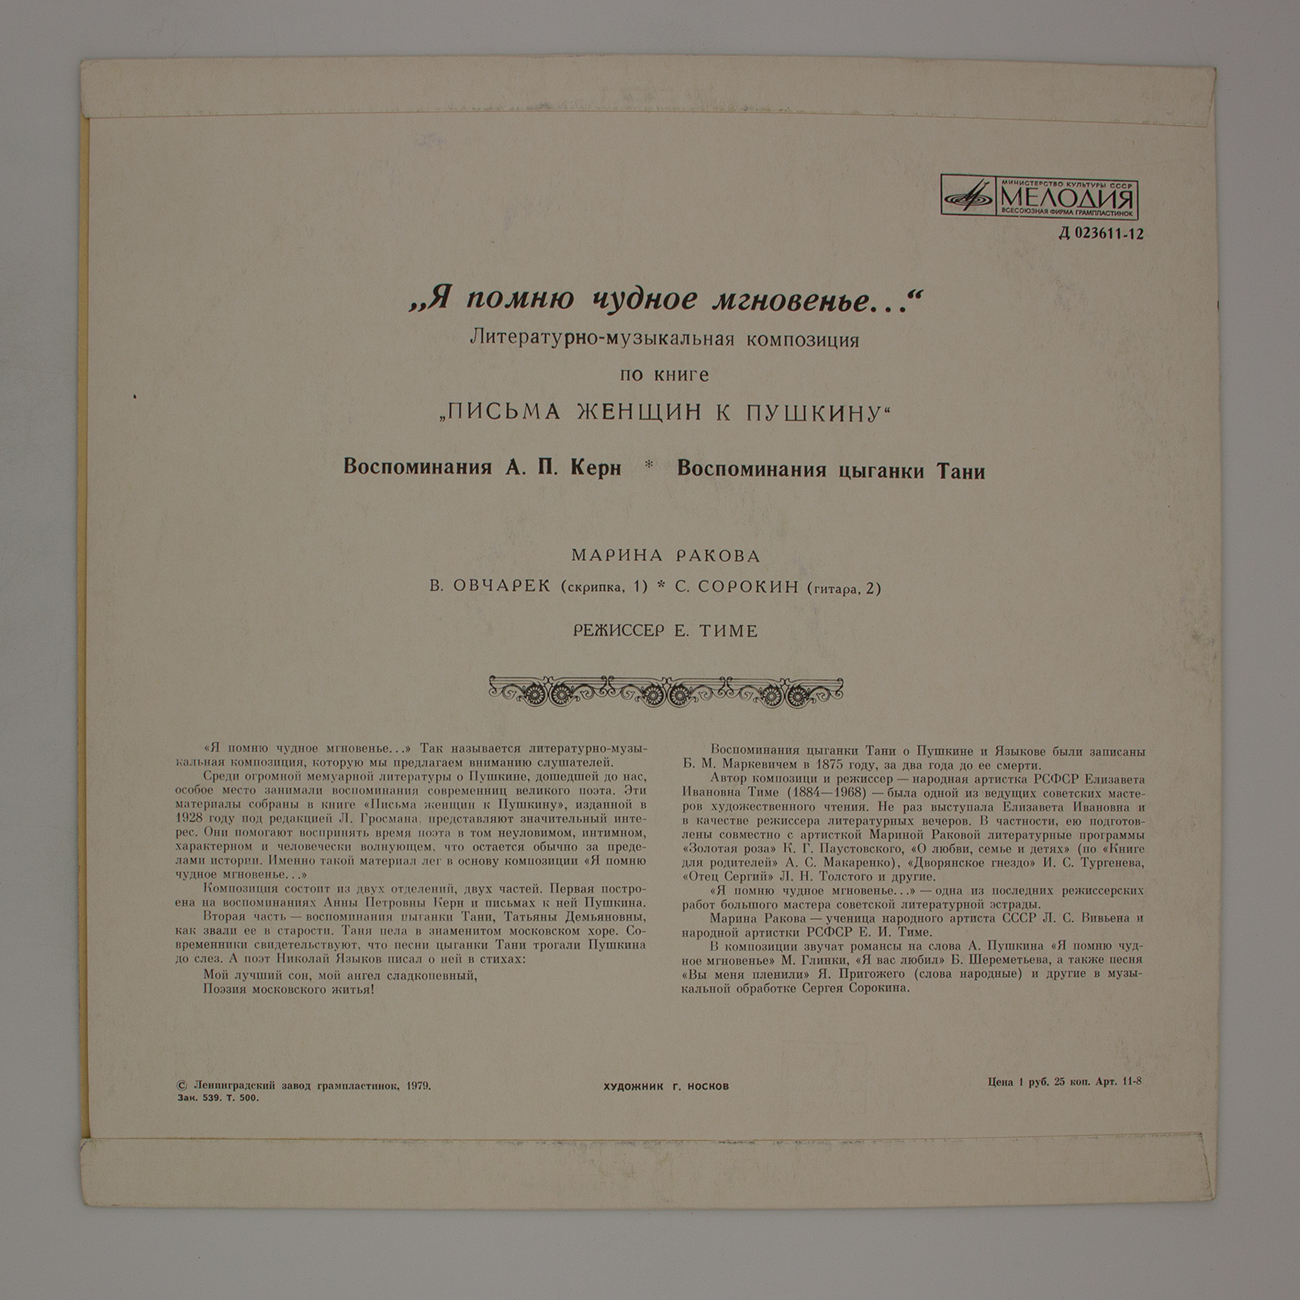 МИНИСТЕРСТВО КУЛЬТУРЫ СССР
МЕЛОДИЯ
ВСЕСОЮЗНАЯ ФИРМА ГРАМПЛАСТИНОК
Д 023611-12
„Я помню чудное мгновенье...“
Литературно-музыкальная композиция
по книге
„ПИСЬМА ЖЕНЩИН К ПУШКИНУ“
Воспоминания А. П. Керн * Воспоминания цыганки Тани
МАРИНА РАКОВА
В. ОВЧАРЕК (скрипка, 1) * С. СОРОКИН (гитара, 2)
РЕЖИССЕР Е. ТИМЕ
«Я помню чудное мгновенье...» Так называется литературно-музы-
кальная композиция, которую мы предлагаем вниманию слушателей.
Среди огромной мемуарной литературы о Пушкине, дошедшей до нас,
особое место занимали воспоминания современниц великого поэта. Эти
материалы собраны в книге «Письма женщин к Пушкину», изданной в
1928 году под редакцией Л. Гросмана, представляют значительный инте-
рес. Они помогают воспринять время поэта в том неуловимом, интимном,
характерном и человечески волнующем, что остается обычно за преде-
лами истории. Именно такой материал лег в основу композиции «Я помню
чудное мгновенье...»
Композиция состоит из двух отделений, двух частей. Первая постро-
ена на воспоминаниях Анны Петровны Керн и письмах к ней Пушкина.
Вторая часть — воспоминания цыганки Тани, Татьяны Демьяновны,
как звали ее в старости. Таня пела в знаменитом московском хоре. Со-
временники свидетельствуют, что песни цыганки Тани трогали Пушкина
до слез. А поэт Николай Языков писал о ней в стихах:
Мой лучший сон, мой ангел сладкопевный,
Поэзия московского житья!
Воспоминания цыганки Тани о Пушкине и Языкове были записаны
Б. М. Маркевичем в 1875 году, за два года до ее смерти.
Автор композици и режиссер — народная артистка РСФСР Елизавета
Ивановна Тиме (1884—1968) — была одной из ведущих советских масте-
ров художественного чтения. Не раз выступала Елизавета Ивановна и
в качестве режиссера литературных вечеров. В частности, ею подготов-
лены совместно с артисткой Мариной Раковой литературные программы
«Золотая роза» К. Г. Паустовского, «О любви, семье и детях» (по «Книге
для родителей» А. С. Макаренко), «Дворянское гнездо» И. С. Тургенева,
«Отец Сергий» Л. Н. Толстого и другие.
«Я помню чудное мгновенье...» — одна из последних режиссерских
работ большого мастера советской литературной эстрады.
Марина Ракова — ученица народного артиста СССР Л. С. Вивьена и
народной артистки РСФСР Е. И. Тиме.
В композиции звучат романсы на слова А. Пушкина «Я помню чуд-
ное мгновенье» М. Глинки, «Я вас любил» Б. Шереметьева, а также песня
«Вы меня пленили» Я. Пригожего (слова народные) и другие в музы-
кальной обработке Сергея Сорокина.
© Ленинградский завод грампластинок, 1979.
Зак. 539. Т. 500.
ХУДОЖНИК Г. НОСКОВ
Цена 1 руб. 25 коп. Арт. 11-8